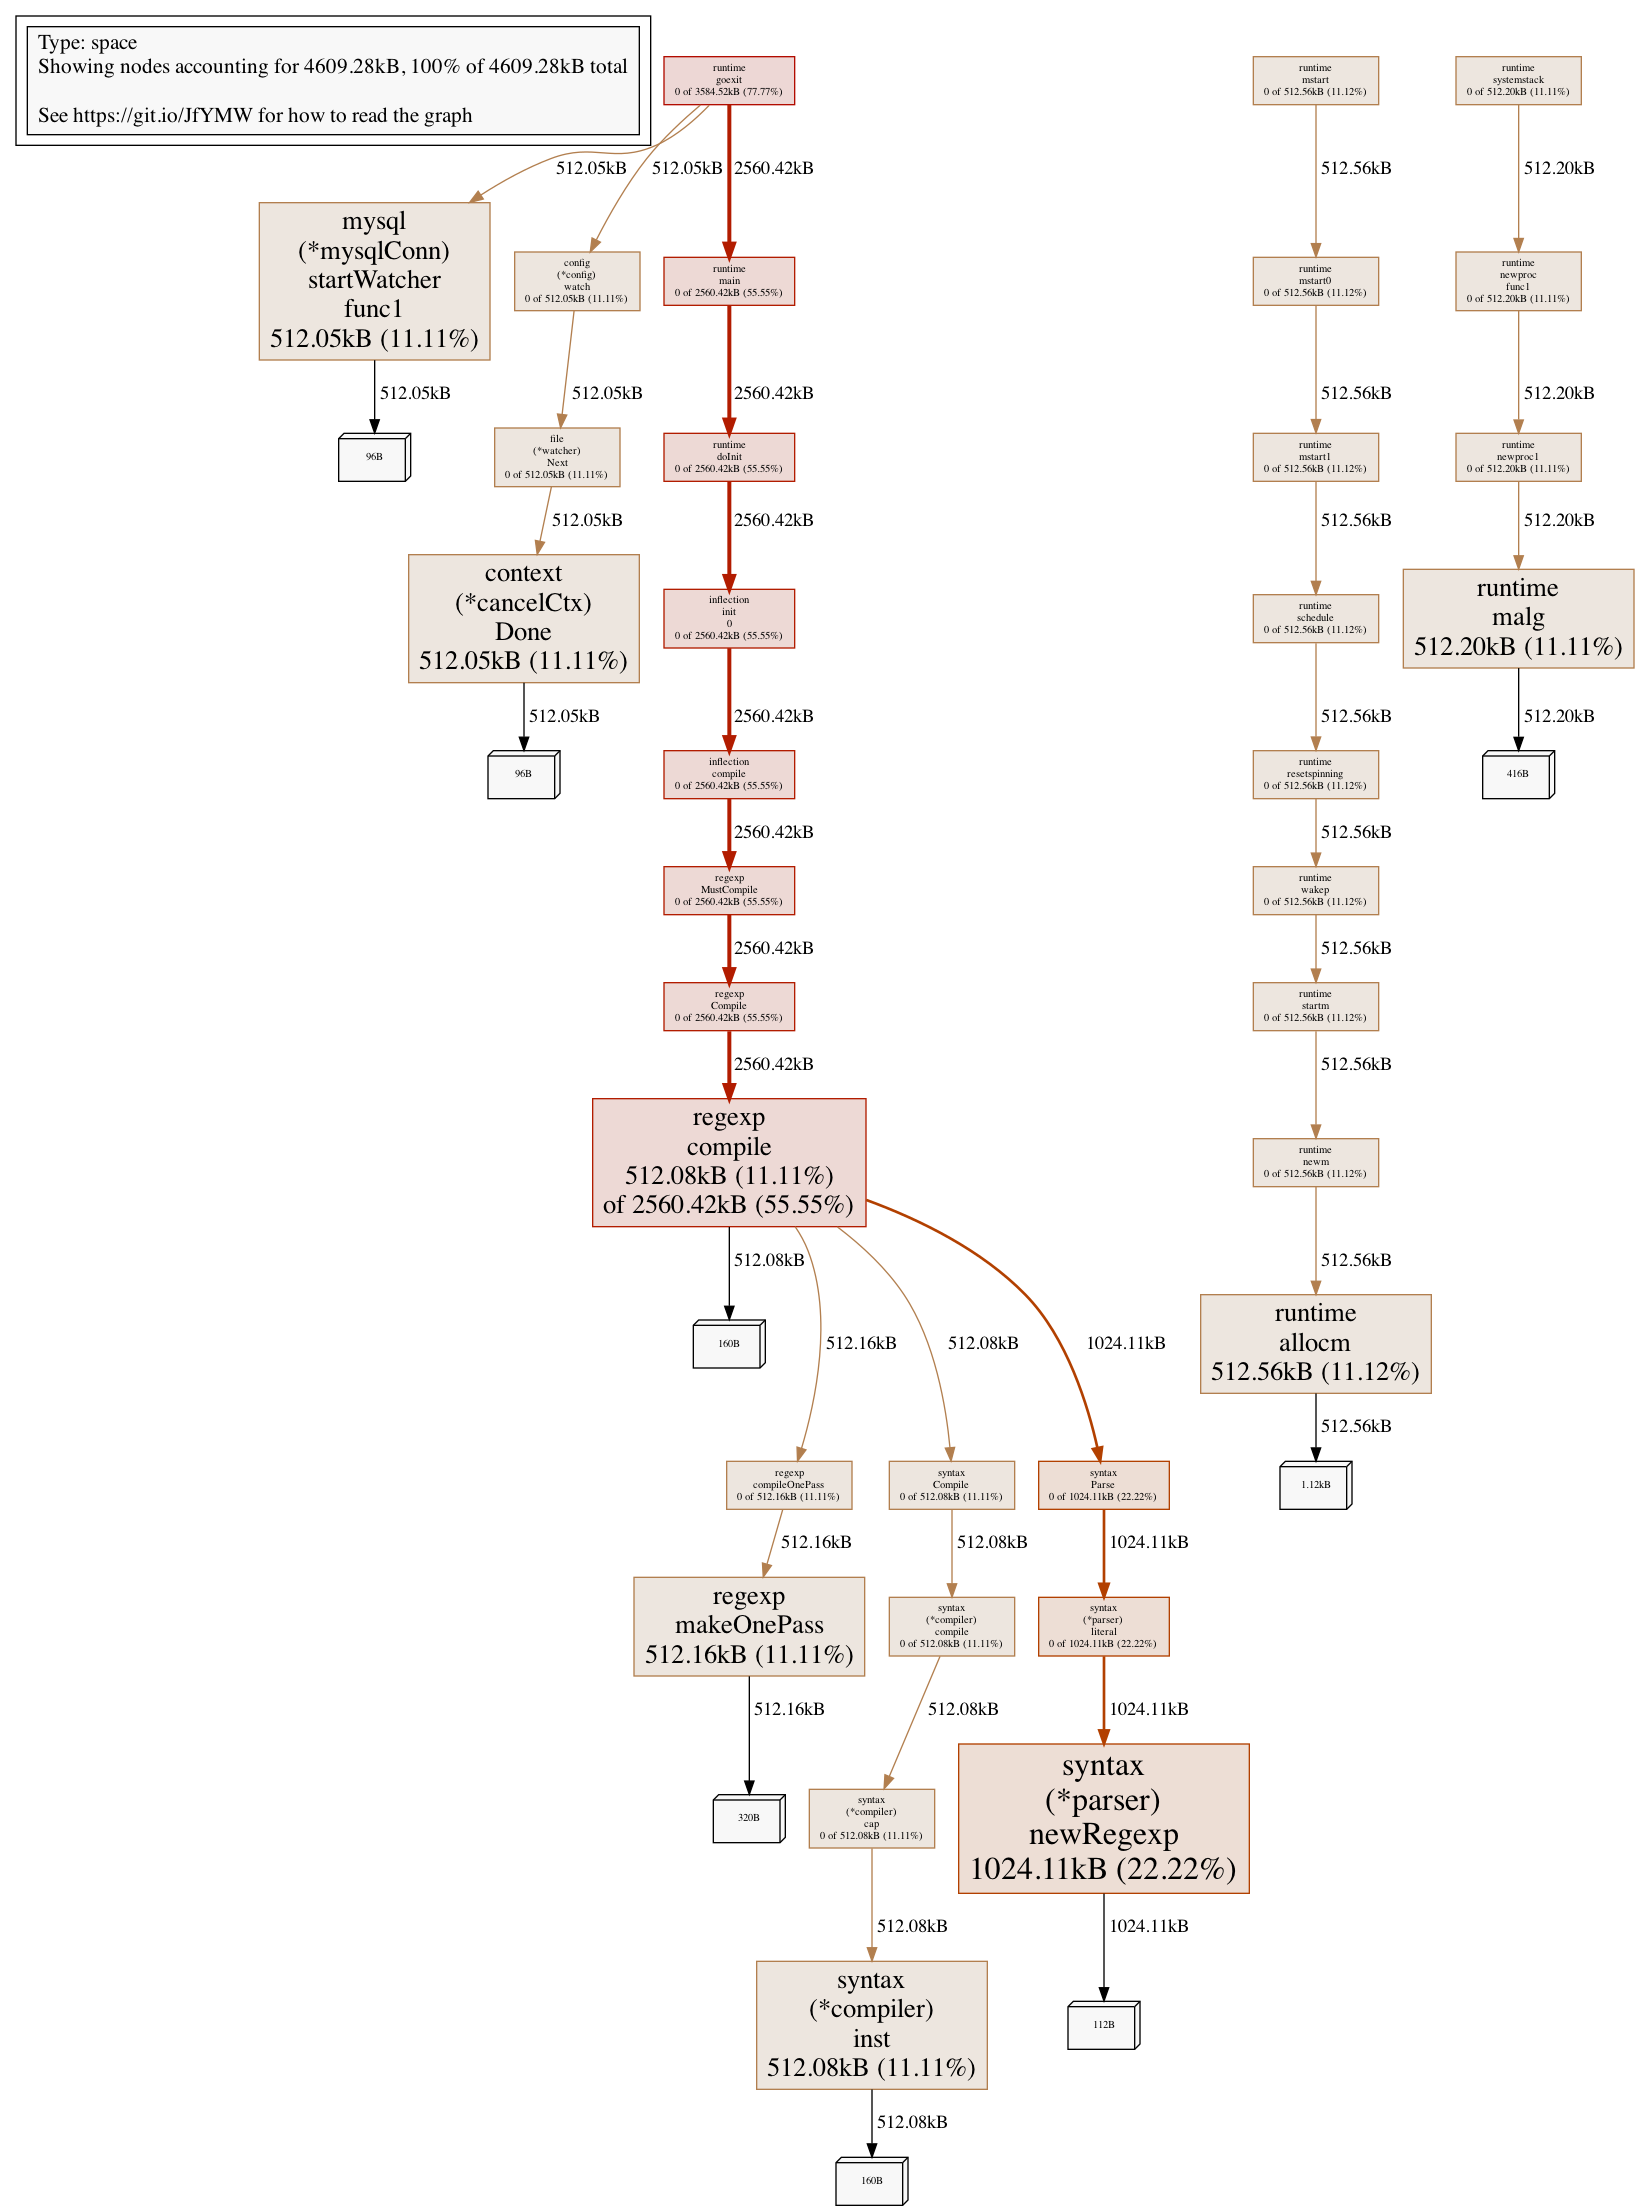 Type: space
Showing nodes accounting for 4609.28kB, 100% of 4609.28kB total
See https://git.io/JfYMW for how to read the graph
runtime
goexit
0 of 3584.52kB (77.77%)
runtime
mstart
0 of 512.56kB (11.12%)
runtime
systemstack
0 of 512.20kB (11.11%)
512.05kB
512.05kB
2560.42kB
512.56kB
512.20kB
mysql
(*mysqlConn)
startWatcher
func1
512.05kB (11.11%)
config
(*config)
watch
0 of 512.05kB (11.11%)
runtime
main
0 of 2560.42kB (55.55%)
runtime
mstart0
0 of 512.56kB (11.12%)
runtime
newproc
func1
0 of 512.20kB (11.11%)
512.05kB
512.05kB
2560.42kB
512.56kB
512.20kB
96B
file
(*watcher)
Next
0 of 512.05kB (11.11%)
runtime
doInit
0 of 2560.42kB (55.55%)
runtime
mstart1
0 of 512.56kB (11.12%)
runtime
newproc1
0 of 512.20kB (11.11%)
512.05kB
2560.42kB
512.56kB
512.20kB
context
(*cancelCtx)
Done
512.05kB (11.11%)
inflection
init
0
0 of 2560.42kB (55.55%)
runtime
schedule
0 of 512.56kB (11.12%)
runtime
malg
512.20kB (11.11%)
512.05kB
2560.42kB
512.56kB
512.20kB
96B
inflection
compile
0 of 2560.42kB (55.55%)
runtime
resetspinning
0 of 512.56kB (11.12%)
416B
2560.42kB
512.56kB
regexp
MustCompile
0 of 2560.42kB (55.55%)
runtime
wakep
0 of 512.56kB (11.12%)
2560.42kB
512.56kB
regexp
Compile
0 of 2560.42kB (55.55%)
runtime
startm
0 of 512.56kB (11.12%)
2560.42kB
512.56kB
regexp
compile
512.08kB (11.11%)
of 2560.42kB (55.55%)
runtime
newm
0 of 512.56kB (11.12%)
512.08kB
512.56kB
160B
512.16kB
512.08kB
1024.11kB
runtime
allocm
512.56kB (11.12%)
512.56kB
regexp
compileOnePass
0 of 512.16kB (11.11%)
syntax
Compile
0 of 512.08kB (11.11%)
syntax
Parse
0 of 1024.11kB (22.22%)
1.12kB
512.16kB
512.08kB
1024.11kB
regexp
makeOnePass
512.16kB (11.11%)
syntax
(*compiler)
compile
0 of 512.08kB (11.11%)
syntax
(*parser)
literal
0 of 1024.11kB (22.22%)
512.16kB
512.08kB
1024.11kB
320B
syntax
(*compiler)
cap
0 of 512.08kB (11.11%)
syntax
(*parser)
newRegexp
1024.11kB (22.22%)
512.08kB
1024.11kB
syntax
(*compiler)
inst
512.08kB (11.11%)
112B
512.08kB
160B